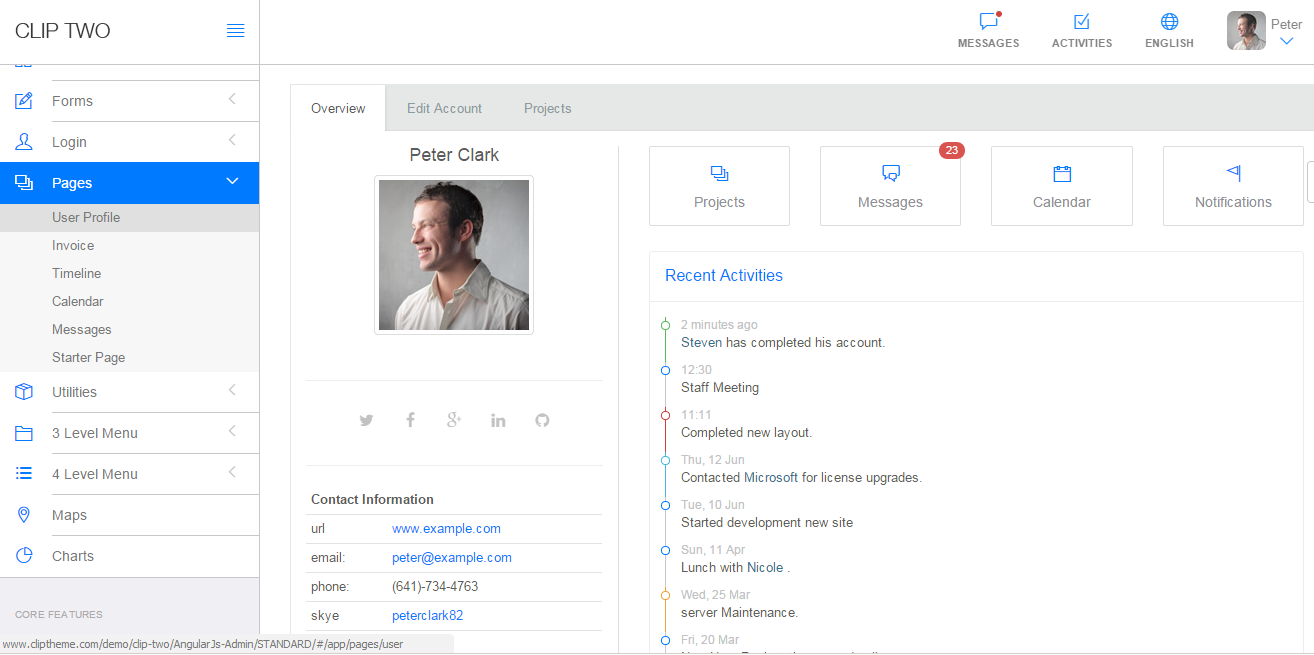 CLIP TWO
MESSAGES
ACTIVITIES
ENGLISH
Peter
Forms
Login
Pages
User Profile
Invoice
Timeline
Calendar
Messages
Starter Page
Utilities
3 Level Menu
4 Level Menu
Maps
Charts
CORE FEATURES
Overview
Edit Account
Projects
Peter Clark
Contact Information
url www.example.com
email: peter@example.com
phone: (641)-734-4763
skye peterclark82
Projects
23
Messages
Calendar
Notifications
Recent Activities
2 minutes ago
Steven has completed his account.
12:30
Staff Meeting
11:11
Completed new layout.
Thu, 12 Jun
Contacted Microsoft for license upgrades.
Tue, 10 Jun
Started development new site
Sun, 11 Apr
Lunch with Nicole .
Wed, 25 Mar
server Maintenance.
Fri, 20 Mar
www.cliptheme.com/demo/clip-two/AngularJs-Admin/STANDARD/#/app/pages/user